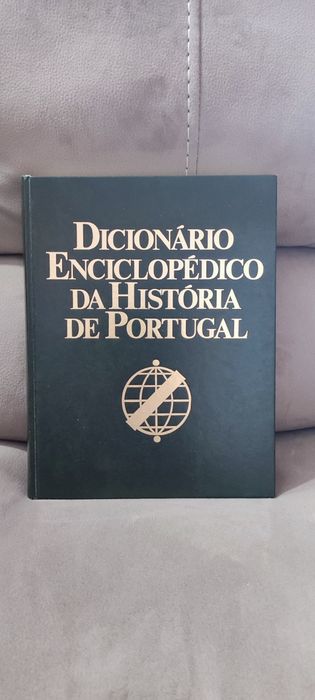 DICIONÁRIO
ENCICLOPÉDICO
DA HISTÓRIA
DE PORTUGAL